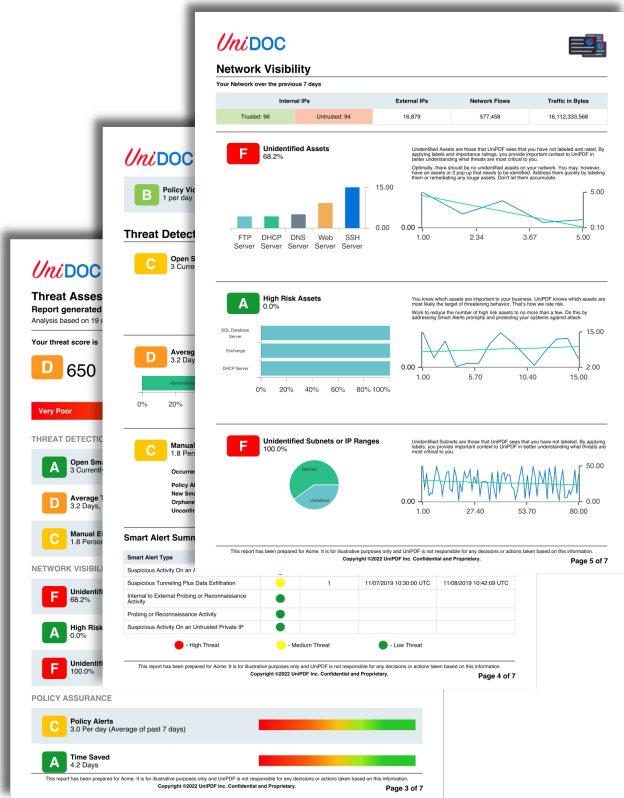 UniDOC
Network Visibility
Your Network over the previous 7 days
Internal IPs External IPs Network Flows Traffic in Bytes
Trusted: 98 Untrusted: 94 16,879 577,458 16,112,333,568
F
Unidentified Assets
68.2%
Unidentified Assets are those that UniPDF sees that you have not labeled and rated. By
applying labels and importance ratings, you provide important context to UniPDF in
better understanding what threats are most critical to you.
Optimally, there should be no unidentified assets on your network. You may, however,
have an assets or 2 pop up that needs to be identified. Address them quickly by labeling
them or remediating any rouge assets. Don't let them accumulate.
15.00
0.00
FTP Server
DHCP Server
DNS Server
Web Server
SSH Server
5.00
0.00 0.10
1.00 2.34 3.67 5.00
A
High Risk Assets
0.0%
You know which assets are important to your business. UniPDF knows which assets are
most likely the target of threatening behavior. That's how we rate risk.
Work to reduce the number of high risk assets to no more than a few. Do this by
addressing Smart Alerts promptly and protecting your systems against attack.
SQL Database
Server
Exchange
DHCP Server
0% 20% 40% 60% 80% 100%
15.00
0.00 2.00
1.00 5.70 10.40 15.00
F
Unidentified Subnets or IP Ranges
100.0%
Unidentified Subnets are those that UniPDF sees that you have not labeled. By applying
labels, you provide important context to UniPDF in better understanding what threats are
most critical to you.
Defined
Undefined
50.00
0.00 0.00
1.00 27.40 53.70 80.00
This report has been prepared for Acme. It is for illustrative purposes only and UniPDF is not responsible for any decisions or actions taken based on this information.
Copyright ©2022 UniPDF Inc. Confidential and Proprietary.
Page 5 of 7
UniDOC
B
Policy Vic
1 per day
Threat Detect
C
Open S
3 Curre
D
Averag
3.2 Day
0% 20%
C
Manual
1.8 Pers
Occurre
Policy Al
New Sma
Orphane
Unconfir
Smart Alert Summ
Smart Alert Type
Suspicious Activity On an
Suspicious Tunneling Plus Data Exfiltration 1 11/07/2019 10:30:00 UTC 11/08/2019 10:42:09 UTC
Internal to External Probing or Reconnaissance
Activity
Probing or Reconnaissance Activity
Suspicious Activity On an Untrusted Private IP
- High Threat - Medium Threat - Low Threat
This report has been prepared for Acme. It is for illustrative purposes only and UniPDF is not responsible for any decisions or actions taken based on this information.
Copyright ©2022 UniPDF Inc. Confidential and Proprietary.
Page 4 of 7
UniDOC
Threat Asses
Report generated
Analysis based on 19
Your threat score is
D 650
Very Poor
THREAT DETECTIO
A
Open Sma
3 Currently
D
Average T
3.2 Days,
C
Manual E
1.8 Person
NETWORK VISIBIL
F
Unidentifi
68.2%
A
High Risk
0.0%
F
Unidentifi
100.0%
POLICY ASSURANCE
C
Policy Alerts
3.0 Per day (Average of past 7 days)
A
Time Saved
4.2 Days
This report has been prepared for Acme. It is for illustrative purposes only and UniPDF is not responsible for any decisions or actions taken based on this information.
Copyright ©2022 UniPDF Inc. Confidential and Proprietary.
Page 3 of 7